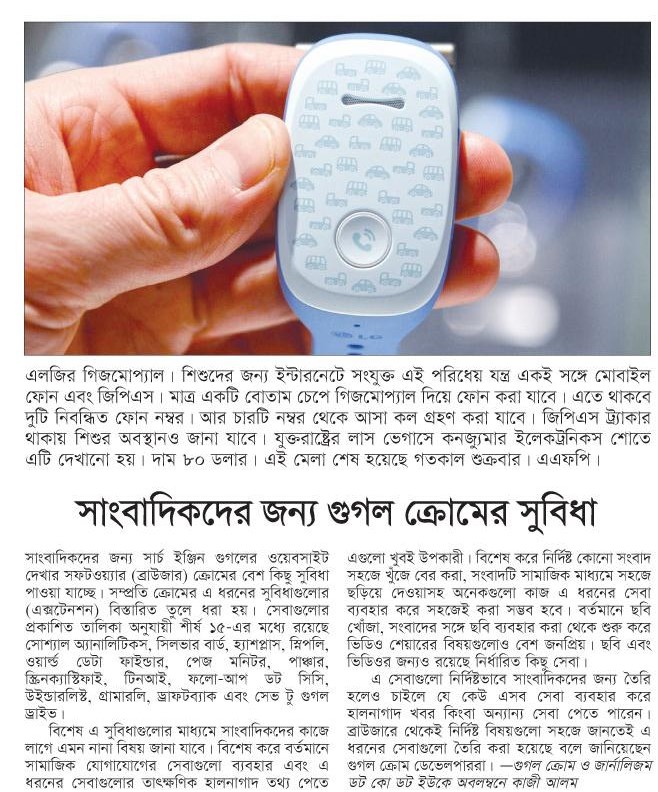 LG
এলজির গিজমোপ্যাল। শিশুদের জন্য ইন্টারনেটে সংযুক্ত এই পরিধেয় যন্ত্র একই সঙ্গে মোবাইল
ফোন এবং জিপিএস। মাত্র একটি বোতাম চেপে গিজমোপ্যাল দিয়ে ফোন করা যাবে। এতে থাকবে
দুটি নিবন্ধিত ফোন নম্বর। আর চারটি নম্বর থেকে আসা কল গ্রহণ করা যাবে। জিপিএস ট্র্যাকার
থাকায় শিশুর অবস্থানও জানা যাবে। যুক্তরাষ্ট্রের লাস ভেগাসে কনজ্যুমার ইলেকট্রনিকস শোতে
এটি দেখানো হয়। দাম ৮০ ডলার। এই মেলা শেষ হয়েছে গতকাল শুক্রবার। এএফপি।
সাংবাদিকদের জন্য গুগল ক্রোমের সুবিধা
সাংবাদিকদের জন্য সার্চ ইঞ্জিন গুগলের ওয়েবসাইট
দেখার সফটওয়্যার (ব্রাউজার) ক্রোমের বেশ কিছু সুবিধা
পাওয়া যাচ্ছে। সম্প্রতি ক্রোমের এ ধরনের সুবিধাগুলোর
(এক্সটেনশন) বিস্তারিত তুলে ধরা হয়। সেবাগুলোর
প্রকাশিত তালিকা অনুযায়ী শীর্ষ ১৫-এর মধ্যে রয়েছে
সোশ্যাল অ্যানালিটিকস, সিলভার বার্ড, হ্যাশপ্লাস, স্নিপলি,
ওয়ার্ল্ড ডেটা ফাইন্ডার, পেজ মনিটর, পাঞ্চার,
স্ক্রিনক্যাস্টিফাই, টিনআই, ফলো-আপ ডট সিসি,
উইন্ডারলিস্ট, গ্রামারলি, ড্রাফটব্যাক এবং সেভ টু গুগল
ড্রাইভ।
বিশেষ এ সুবিধাগুলোর মাধ্যমে সাংবাদিকদের কাজে
লাগে এমন নানা বিষয় জানা যাবে। বিশেষ করে বর্তমানে
সামাজিক যোগাযোগের সেবাগুলো ব্যবহার এবং এ
ধরনের সেবাগুলোর তাৎক্ষণিক হালনাগাদ তথ্য পেতে
এগুলো খুবই উপকারী। বিশেষ করে নির্দিষ্ট কোনো সংবাদ
সহজে খুঁজে বের করা, সংবাদটি সামাজিক মাধ্যমে সহজে
ছড়িয়ে দেওয়াসহ অনেকগুলো কাজ এ ধরনের সেবা
ব্যবহার করে সহজেই করা সম্ভব হবে। বর্তমানে ছবি
খোঁজা, সংবাদের সঙ্গে ছবি ব্যবহার করা থেকে শুরু করে
ভিডিও শেয়ারের বিষয়গুলোও বেশ জনপ্রিয়। ছবি এবং
ভিডিওর জন্যও রয়েছে নির্ধারিত কিছু সেবা।
এ সেবাগুলো নির্দিষ্টভাবে সাংবাদিকদের জন্য তৈরি
হলেও চাইলে যে কেউ এসব সেবা ব্যবহার করে
হালনাগাদ খবর কিংবা অন্যান্য সেবা পেতে পারেন।
ব্রাউজারে থেকেই নির্দিষ্ট বিষয়গুলো সহজে জানতেই এ
ধরনের সেবাগুলো তৈরি করা হয়েছে বলে জানিয়েছেন
গুগল ক্রোম ডেভেলপাররা। —গুগল ক্রোম ও জার্নালিজম
ডট কো ডট ইউকে অবলম্বনে কাজী আলম